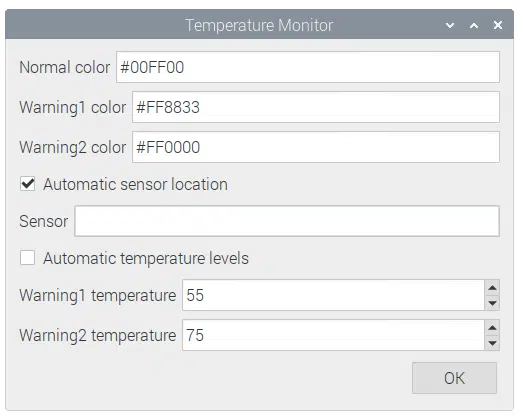 Temperature Monitor
Normal color #00FF00
Warning1 color #FF8833
Warning2 color #FF0000
Automatic sensor location
Sensor
Automatic temperature levels
Warning1 temperature 55
Warning2 temperature 75
OK